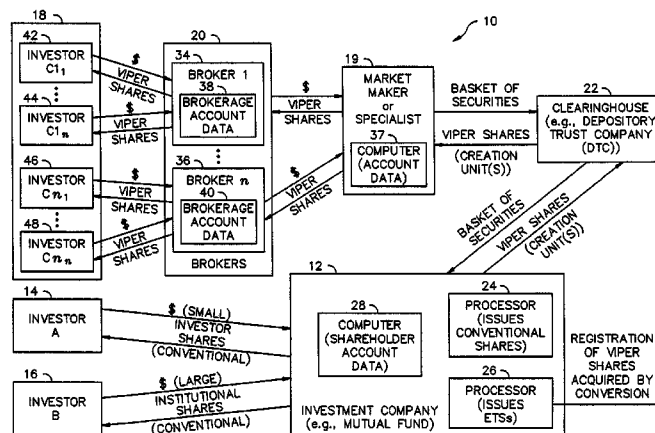 10
18
42
INVESTOR
C1₁
44
INVESTOR
C1ₙ
46
INVESTOR
Cn₁
48
INVESTOR
Cnₙ
$
VIPER
SHARES
$
VIPER
SHARES
$
VIPER
SHARES
$
VIPER
SHARES
20
34
BROKER 1
38
BROKERAGE
ACCOUNT
DATA
36
BROKER n
40
BROKERAGE
ACCOUNT
DATA
BROKERS
$
VIPER
SHARES
$
VIPER
SHARES
19
MARKET
MAKER
or
SPECIALIST
37
COMPUTER
(ACCOUNT
DATA)
BASKET OF
SECURITIES
VIPER SHARES
(CREATION
UNIT(S))
22
CLEARINGHOUSE
(e.g., DEPOSITORY
TRUST COMPANY
(DTC))
BASKET OF
SECURITIES
VIPER SHARES
(CREATION
UNIT(S))
14
INVESTOR
A
$ (SMALL)
INVESTOR
SHARES
(CONVENTIONAL)
16
INVESTOR
B
$ (LARGE)
INSTITUTIONAL
SHARES
(CONVENTIONAL)
12
28
COMPUTER
(SHAREHOLDER
ACCOUNT
DATA)
24
PROCESSOR
(ISSUES
CONVENTIONAL
SHARES)
26
PROCESSOR
(ISSUES
ETSs)
INVESTMENT COMPANY
(e.g., MUTUAL FUND)
REGISTRATION
OF VIPER
SHARES
ACQUIRED BY
CONVERSION